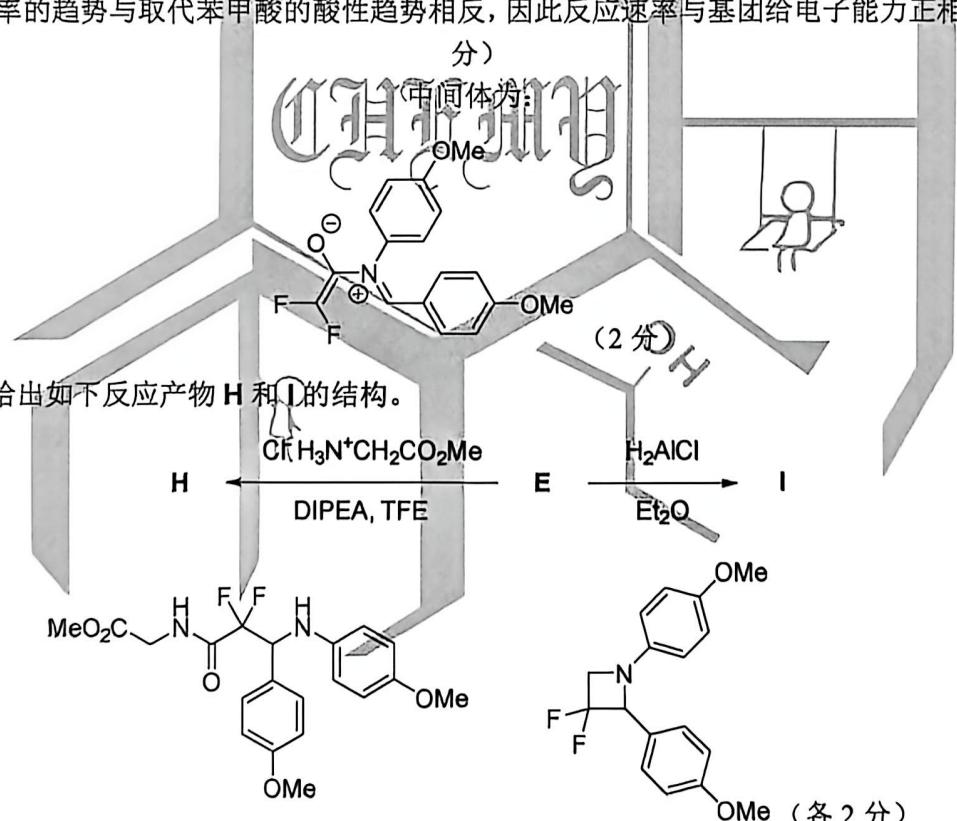 率的趋势与取代苯甲酸的酸性趋势相反，因此反应速率与基团给电子能力正相
分）
CHEMY
（中间体为：
OMe
O
⊖
N
⊕
F
F
OMe
（2 分）
OH
给出如下反应产物 H 和 I 的结构。
Cl⁻H₃N⁺CH₂CO₂Me
H₂AlCl
H
E
I
DIPEA, TFE
Et₂O
MeO₂C
H
N
O
F F
H
N
OMe
OMe
OMe
N
F
F
OMe
（各 2 分）